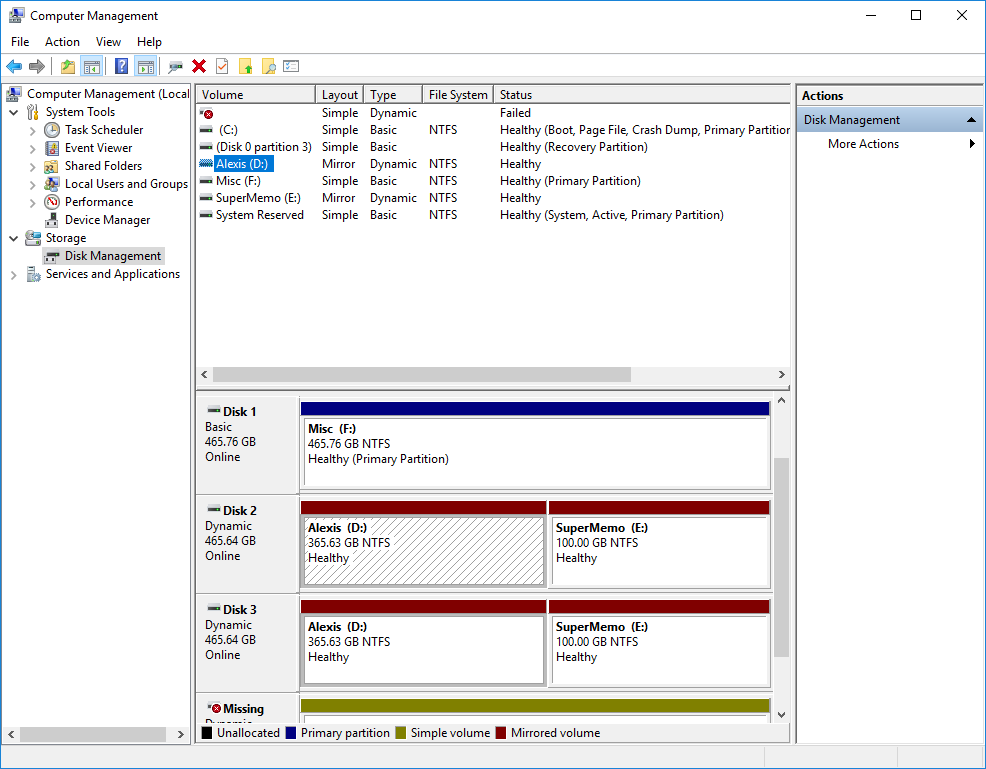 Computer Management
File Action View Help
Computer Management (Local
System Tools
Task Scheduler
Event Viewer
Shared Folders
Local Users and Groups
Performance
Device Manager
Storage
Disk Management
Services and Applications
Volume Layout Type File System Status
Simple Dynamic Failed
(C:) Simple Basic NTFS Healthy (Boot, Page File, Crash Dump, Primary Partition
(Disk 0 partition 3) Simple Basic Healthy (Recovery Partition)
Alexis (D:) Mirror Dynamic NTFS Healthy
Misc (F:) Simple Basic NTFS Healthy (Primary Partition)
SuperMemo (E:) Mirror Dynamic NTFS Healthy
System Reserved Simple Basic NTFS Healthy (System, Active, Primary Partition)
Actions
Disk Management
More Actions
Disk 1
Basic
465.76 GB
Online
Misc (F:)
465.76 GB NTFS
Healthy (Primary Partition)
Disk 2
Dynamic
465.64 GB
Online
Alexis (D:)
365.63 GB NTFS
Healthy
SuperMemo (E:)
100.00 GB NTFS
Healthy
Disk 3
Dynamic
465.64 GB
Online
Alexis (D:)
365.63 GB NTFS
Healthy
SuperMemo (E:)
100.00 GB NTFS
Healthy
Missing
Dynamic
Unallocated Primary partition Simple volume Mirrored volume